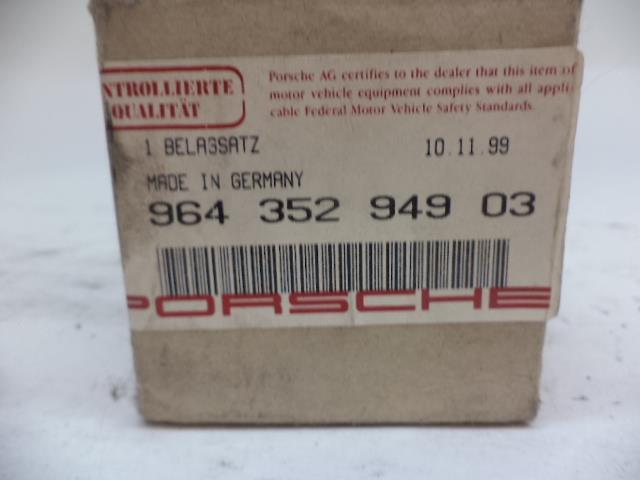 NTROLLIERTE
QUALITÄT
Porsche AG certifies to the dealer that this item of
motor vehicle equipment complies with all appli
cable Federal Motor Vehicle Safety Standards.
1 BELAGSATZ 10.11.99
MADE IN GERMANY
964 352 949 03
PORSCHE